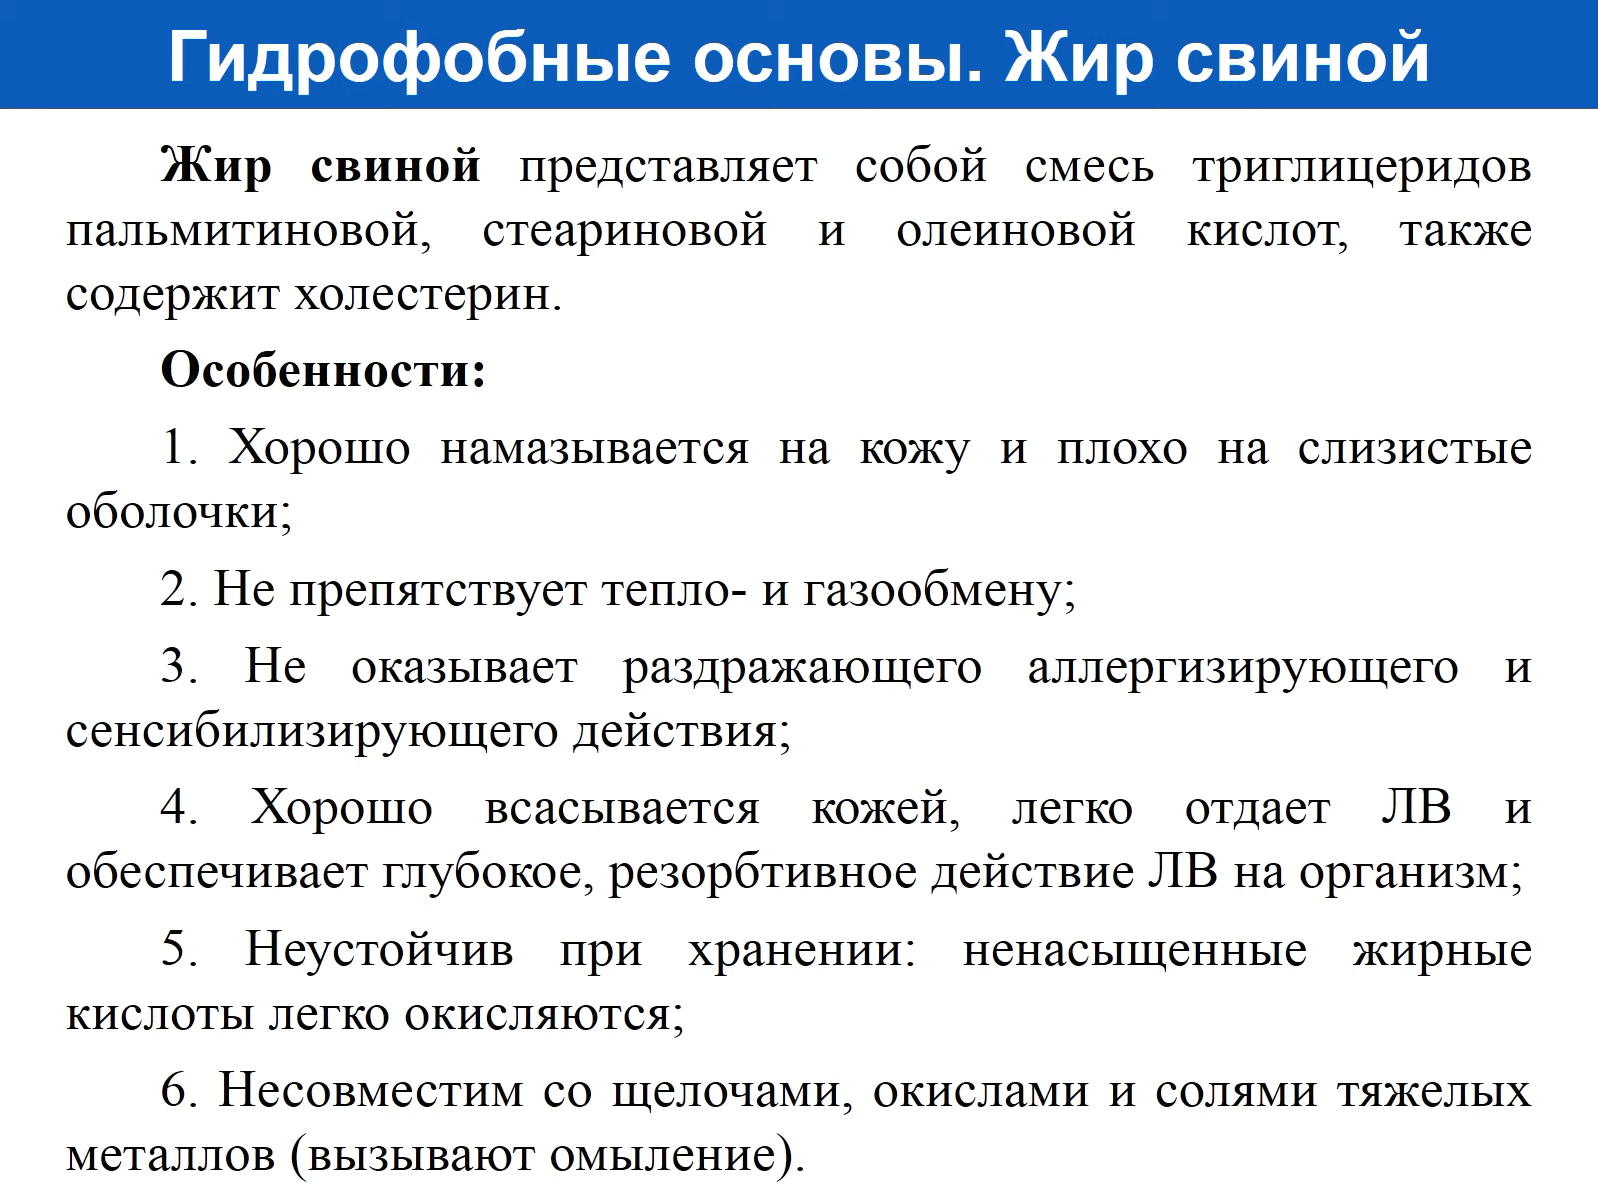 Гидрофобные основы. Жир свиной
Жир свиной представляет собой смесь триглицеридов
пальмитиновой, стеариновой и олеиновой кислот, также
содержит холестерин.
Особенности:
1. Хорошо намазывается на кожу и плохо на слизистые
оболочки;
2. Не препятствует тепло- и газообмену;
3. Не оказывает раздражающего аллергизирующего и
сенсибилизирующего действия;
4. Хорошо всасывается кожей, легко отдает ЛВ и
обеспечивает глубокое, резорбтивное действие ЛВ на организм;
5. Неустойчив при хранении: ненасыщенные жирные
кислоты легко окисляются;
6. Несовместим со щелочами, окислами и солями тяжелых
металлов (вызывают омыление).